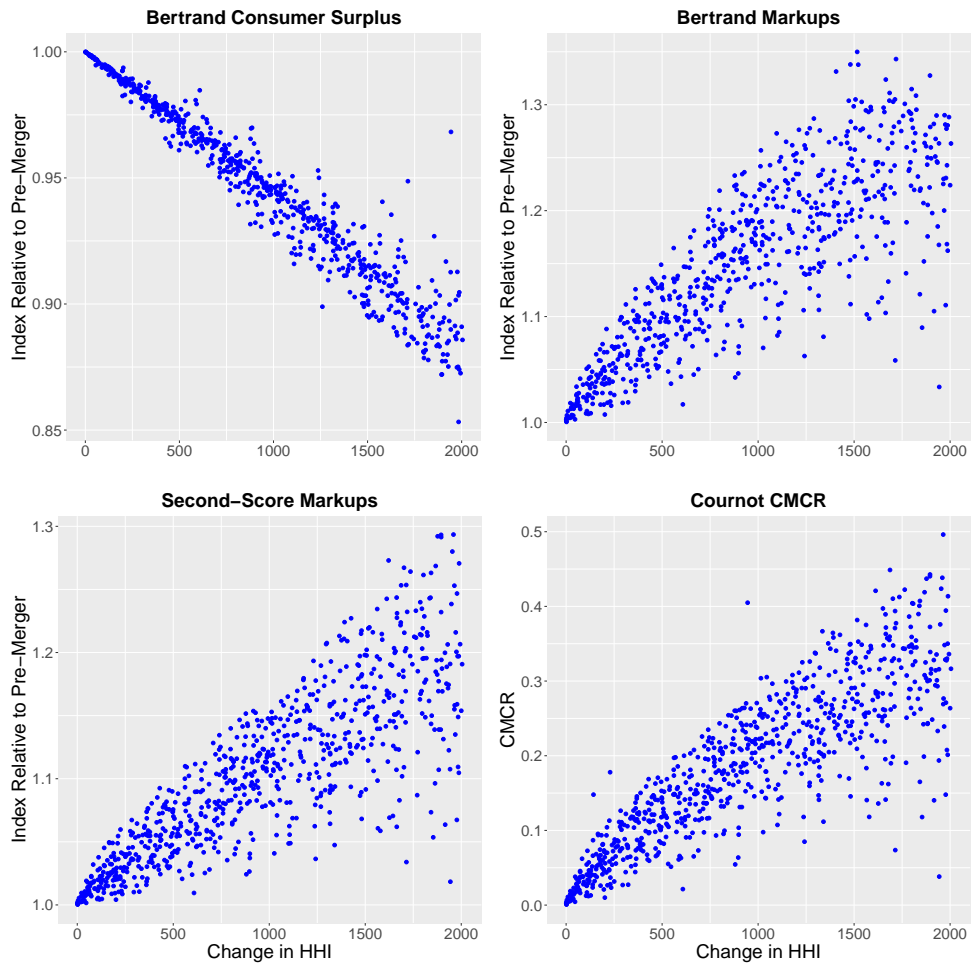 Bertrand Consumer Surplus
Index Relative to Pre−Merger
1.00
0.95
0.90
0.85
0 500 1000 1500 2000
Bertrand Markups
Index Relative to Pre−Merger
1.3
1.2
1.1
1.0
0 500 1000 1500 2000
Second−Score Markups
Index Relative to Pre−Merger
1.3
1.2
1.1
1.0
0 500 1000 1500 2000
Change in HHI
Cournot CMCR
CMCR
0.5
0.4
0.3
0.2
0.1
0.0
0 500 1000 1500 2000
Change in HHI